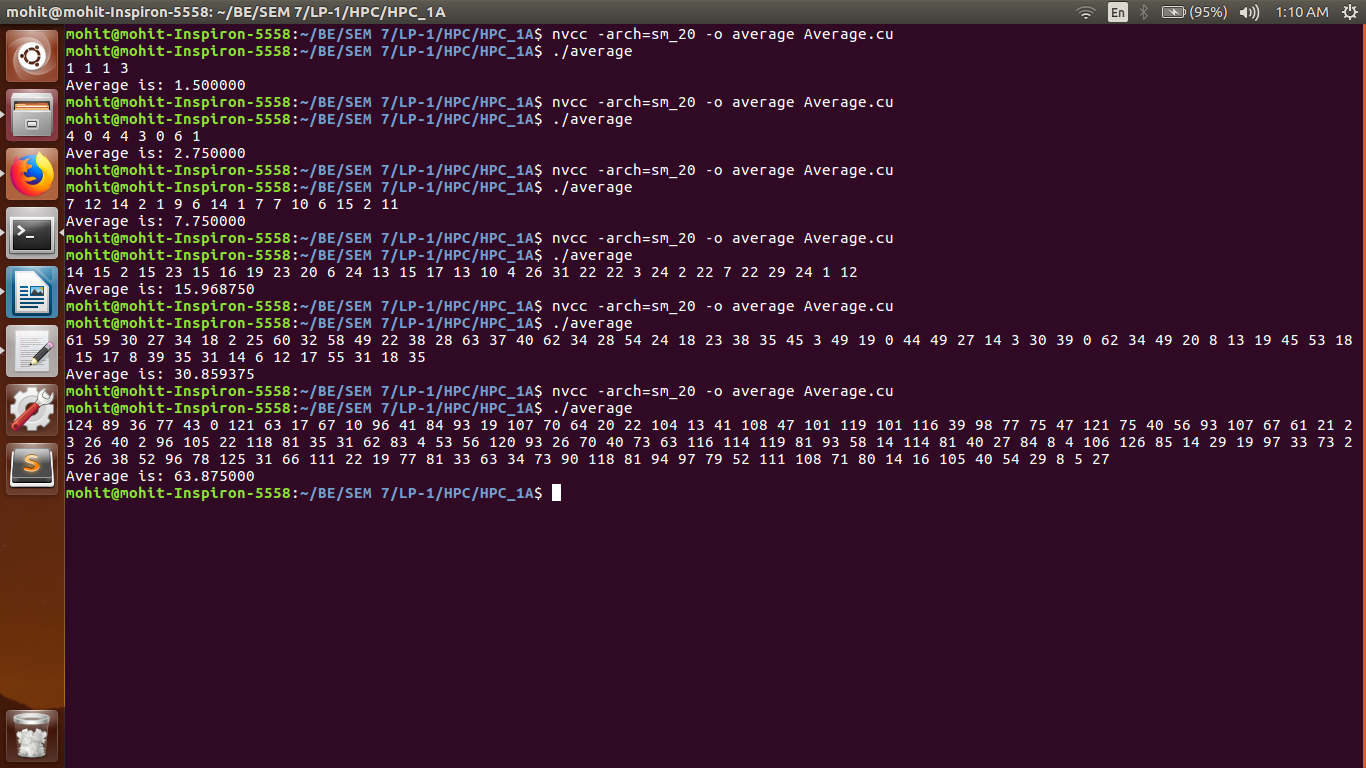 mohit@mohit-Inspiron-5558: ~/BE/SEM 7/LP-1/HPC/HPC_1A En (95%) 1:10 AM
mohit@mohit-Inspiron-5558:~/BE/SEM 7/LP-1/HPC/HPC_1A$ nvcc -arch=sm_20 -o average Average.cu
mohit@mohit-Inspiron-5558:~/BE/SEM 7/LP-1/HPC/HPC_1A$ ./average
1 1 1 3
Average is: 1.500000
mohit@mohit-Inspiron-5558:~/BE/SEM 7/LP-1/HPC/HPC_1A$ nvcc -arch=sm_20 -o average Average.cu
mohit@mohit-Inspiron-5558:~/BE/SEM 7/LP-1/HPC/HPC_1A$ ./average
4 0 4 4 3 0 6 1
Average is: 2.750000
mohit@mohit-Inspiron-5558:~/BE/SEM 7/LP-1/HPC/HPC_1A$ nvcc -arch=sm_20 -o average Average.cu
mohit@mohit-Inspiron-5558:~/BE/SEM 7/LP-1/HPC/HPC_1A$ ./average
7 12 14 2 1 9 6 14 1 7 7 10 6 15 2 11
Average is: 7.750000
mohit@mohit-Inspiron-5558:~/BE/SEM 7/LP-1/HPC/HPC_1A$ nvcc -arch=sm_20 -o average Average.cu
mohit@mohit-Inspiron-5558:~/BE/SEM 7/LP-1/HPC/HPC_1A$ ./average
14 15 2 15 23 15 16 19 23 20 6 24 13 15 17 13 10 4 26 31 22 22 3 24 2 22 7 22 29 24 1 12
Average is: 15.968750
mohit@mohit-Inspiron-5558:~/BE/SEM 7/LP-1/HPC/HPC_1A$ nvcc -arch=sm_20 -o average Average.cu
mohit@mohit-Inspiron-5558:~/BE/SEM 7/LP-1/HPC/HPC_1A$ ./average
61 59 30 27 34 18 2 25 60 32 58 49 22 38 28 63 37 40 62 34 28 54 24 18 23 38 35 45 3 49 19 0 44 49 27 14 3 30 39 0 62 34 49 20 8 13 19 45 53 18
15 17 8 39 35 31 14 6 12 17 55 31 18 35
Average is: 30.859375
mohit@mohit-Inspiron-5558:~/BE/SEM 7/LP-1/HPC/HPC_1A$ nvcc -arch=sm_20 -o average Average.cu
mohit@mohit-Inspiron-5558:~/BE/SEM 7/LP-1/HPC/HPC_1A$ ./average
124 89 36 77 43 0 121 63 17 67 10 96 41 84 93 19 107 70 64 20 22 104 13 41 108 47 101 119 101 116 39 98 77 75 47 121 75 40 56 93 107 67 61 21 2
3 26 40 2 96 105 22 118 81 35 31 62 83 4 53 56 120 93 26 70 40 73 63 116 114 119 81 93 58 14 114 81 40 27 84 8 4 106 126 85 14 29 19 97 33 73 2
5 26 38 52 96 78 125 31 66 111 22 19 77 81 33 63 34 73 90 118 81 94 97 79 52 111 108 71 80 14 16 105 40 54 29 8 5 27
Average is: 63.875000
mohit@mohit-Inspiron-5558:~/BE/SEM 7/LP-1/HPC/HPC_1A$